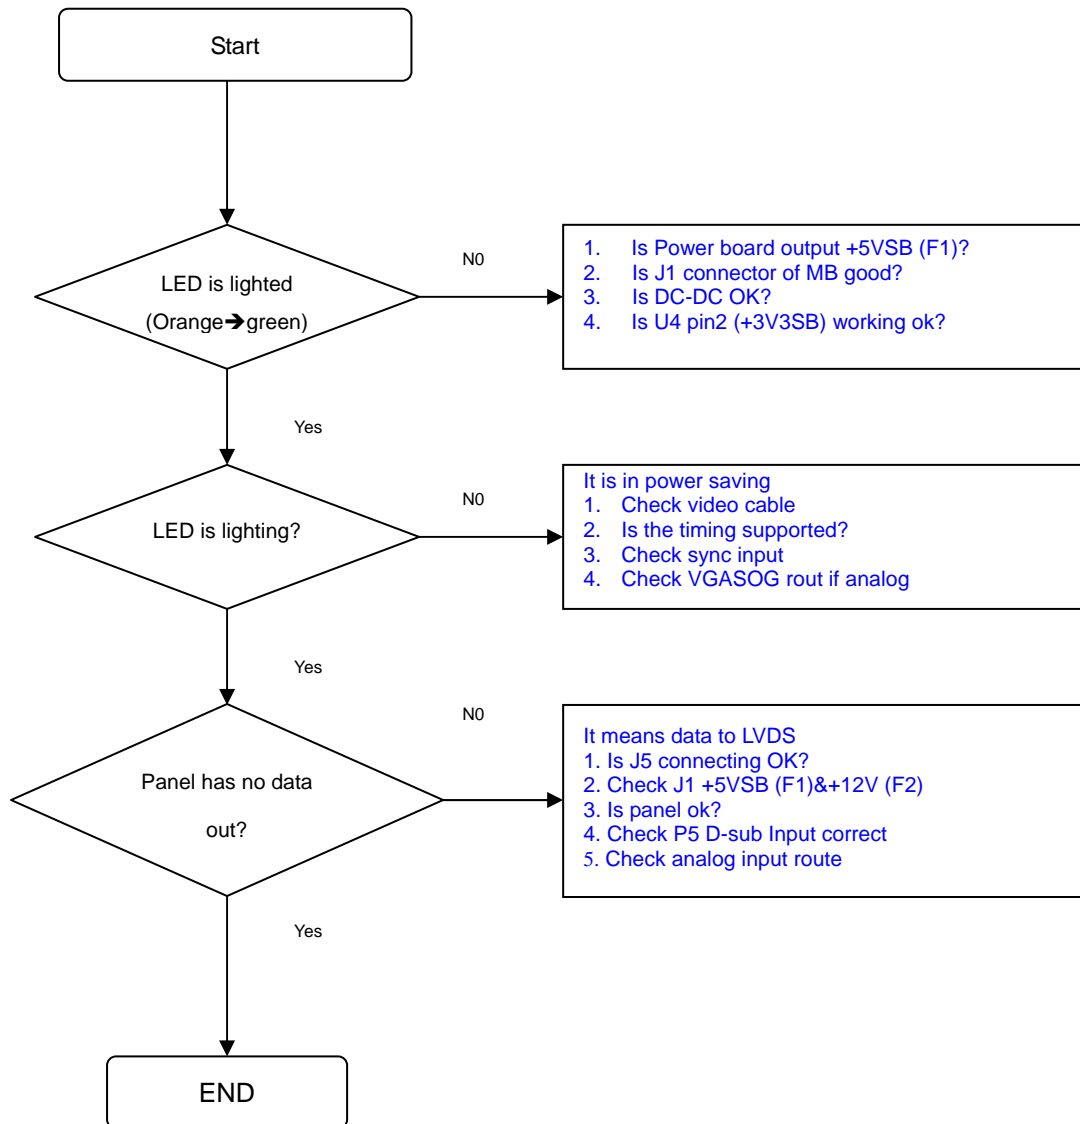 Start
LED is lighted
(Orange➔green)
N0
1. Is Power board output +5VSB (F1)?
2. Is J1 connector of MB good?
3. Is DC-DC OK?
4. Is U4 pin2 (+3V3SB) working ok?
Yes
LED is lighting?
N0
It is in power saving
1. Check video cable
2. Is the timing supported?
3. Check sync input
4. Check VGASOG rout if analog
Yes
Panel has no data
out?
N0
It means data to LVDS
1. Is J5 connecting OK?
2. Check J1 +5VSB (F1)&+12V (F2)
3. Is panel ok?
4. Check P5 D-sub Input correct
5. Check analog input route
Yes
END